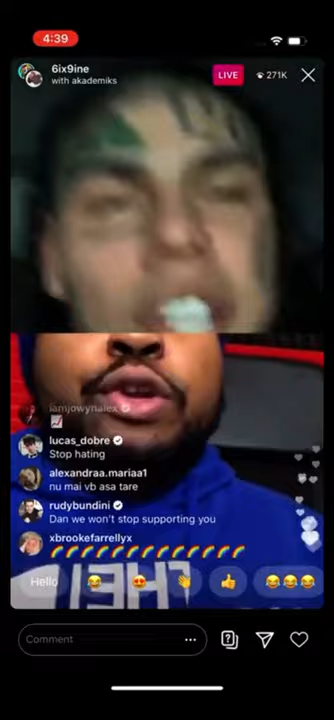 4:39
6ix9ine
with akademiks
LIVE
271K
iamjowynalex
lucas_dobre
Stop hating
alexandraa.mariaa1
nu mai vb asa tare
rudybundini
Dan we won't stop supporting you
xbrookefarrellyx
Hello
Comment